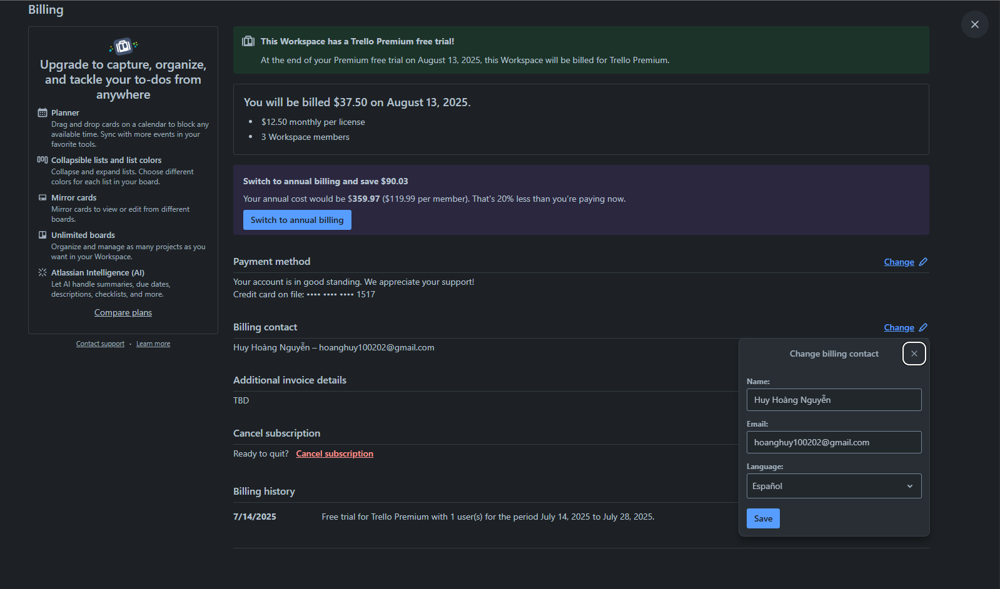 Billing
Upgrade to capture, organize,
and tackle your to-dos from
anywhere
Planner
Drag and drop cards on a calendar to block any
available time. Sync with more events in your
favorite tools.
Collapsible lists and list colors
Collapse and expand lists. Choose different
colors for each list in your board.
Mirror cards
Mirror cards to view or edit from different
boards.
Unlimited boards
Organize and manage as many projects as you
want in your Workspace.
Atlassian Intelligence (AI)
Let AI handle summaries, due dates,
descriptions, checklists, and more.
Compare plans
Contact support • Learn more
This Workspace has a Trello Premium free trial!
At the end of your Premium free trial on August 13, 2025, this Workspace will be billed for Trello Premium.
You will be billed $37.50 on August 13, 2025.
• $12.50 monthly per license
• 3 Workspace members
Switch to annual billing and save $90.03
Your annual cost would be $359.97 ($119.99 per member). That's 20% less than you’re paying now.
Switch to annual billing
Payment method
Change
Your account is in good standing. We appreciate your support!
Credit card on file: •••• •••• •••• 1517
Billing contact
Change
Huy Hoàng Nguyễn – hoanghuy100202@gmail.com
Additional invoice details
TBD
Cancel subscription
Ready to quit? Cancel subscription
Billing history
7/14/2025 Free trial for Trello Premium with 1 user(s) for the period July 14, 2025 to July 28, 2025.
Change billing contact
Name:
Huy Hoàng Nguyễn
Email:
hoanghuy100202@gmail.com
Language:
Español
Save